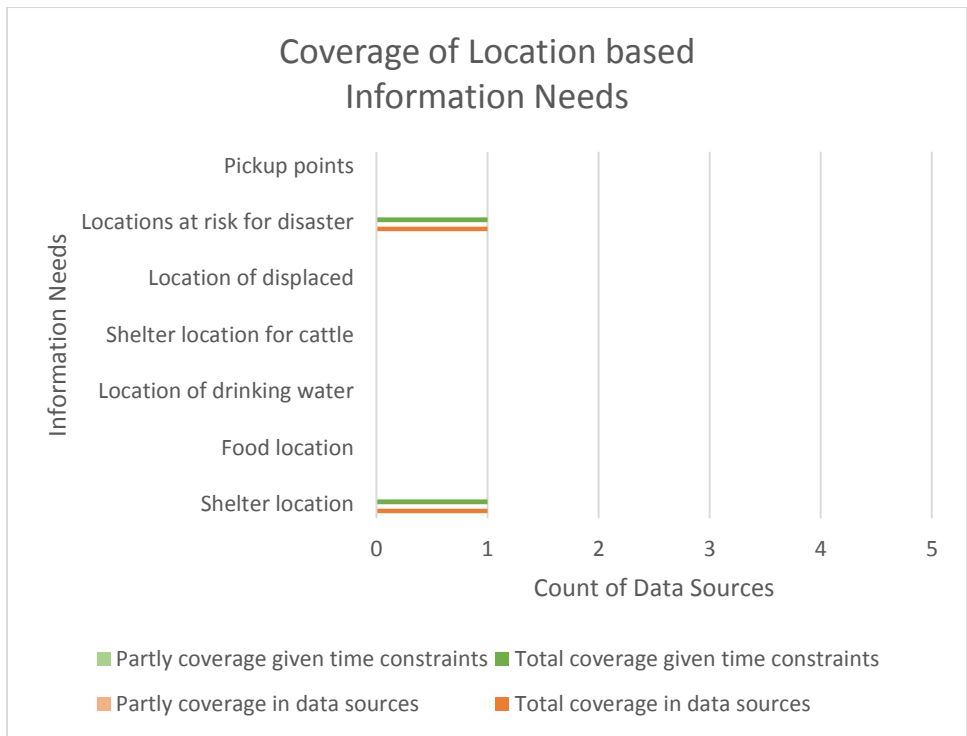 Coverage of Location based
Information Needs
Information Needs
Pickup points
Locations at risk for disaster
Location of displaced
Shelter location for cattle
Location of drinking water
Food location
Shelter location
0 1 2 3 4 5
Count of Data Sources
Partly coverage given time constraints Total coverage given time constraints
Partly coverage in data sources Total coverage in data sources